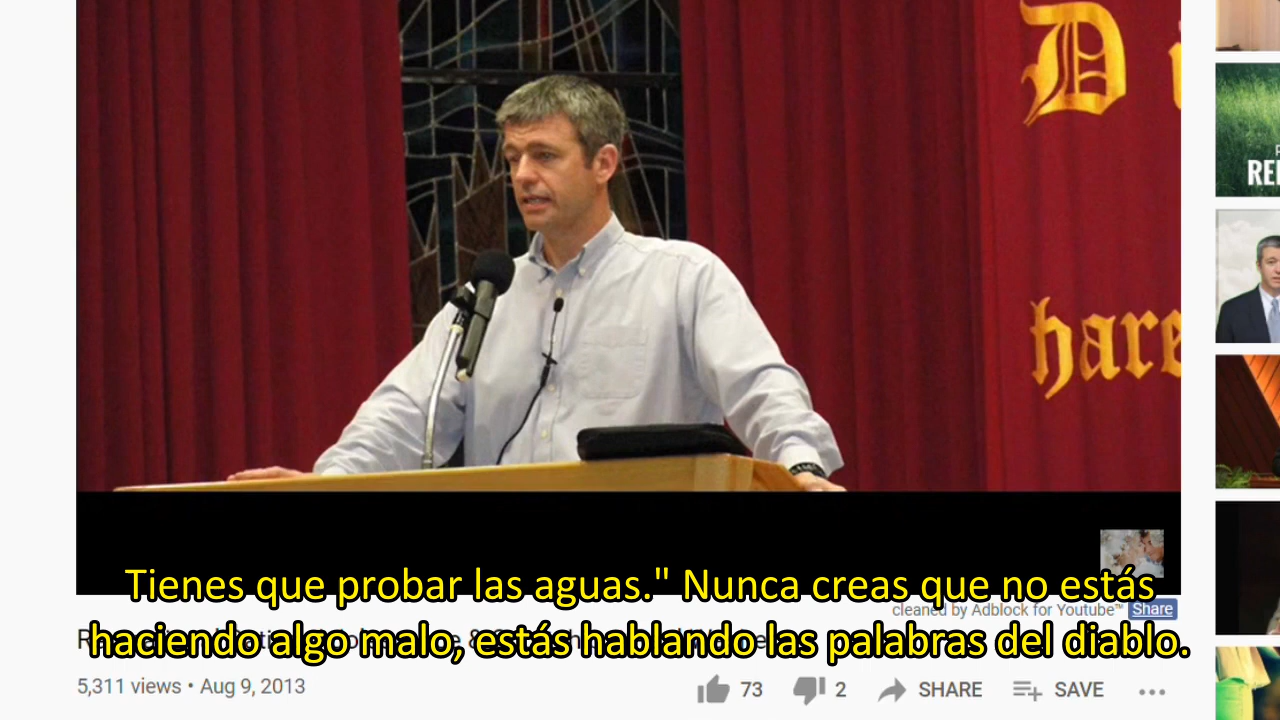 D
hare
RE
Tienes que probar las aguas." Nunca creas que no estás
cleaned by Adblock for Youtube™ Share
haciendo algo malo, estás hablando las palabras del diablo.
5,311 views • Aug 9, 2013
73
2
SHARE
SAVE